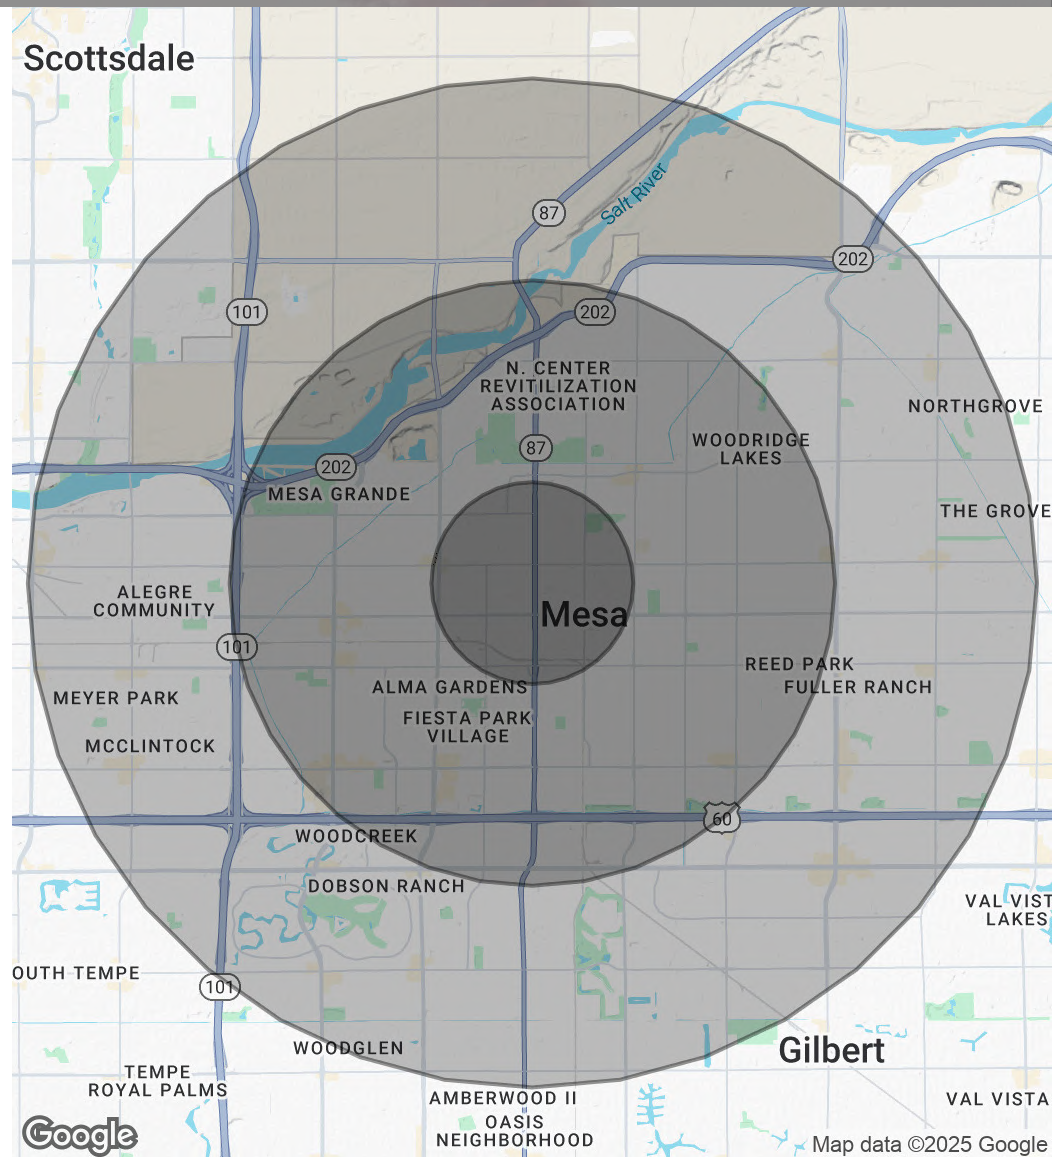 Scottsdale
87
Salt River
202
101
202
N. CENTER
REVITILIZATION
ASSOCIATION
NORTHGROVE
87
WOODRIDGE
LAKES
202
MESA GRANDE
THE GROVE
ALEGRE
COMMUNITY
Mesa
101
REED PARK
ALMA GARDENS
FULLER RANCH
MEYER PARK
FIESTA PARK
VILLAGE
MCCLINTOCK
60
WOODCREEK
DOBSON RANCH
VAL VIST
LAKES
OUTH TEMPE
101
WOODGLEN
Gilbert
TEMPE
ROYAL PALMS
AMBERWOOD II
VAL VISTA
OASIS
NEIGHBORHOOD
Google
Map data ©2025 Google